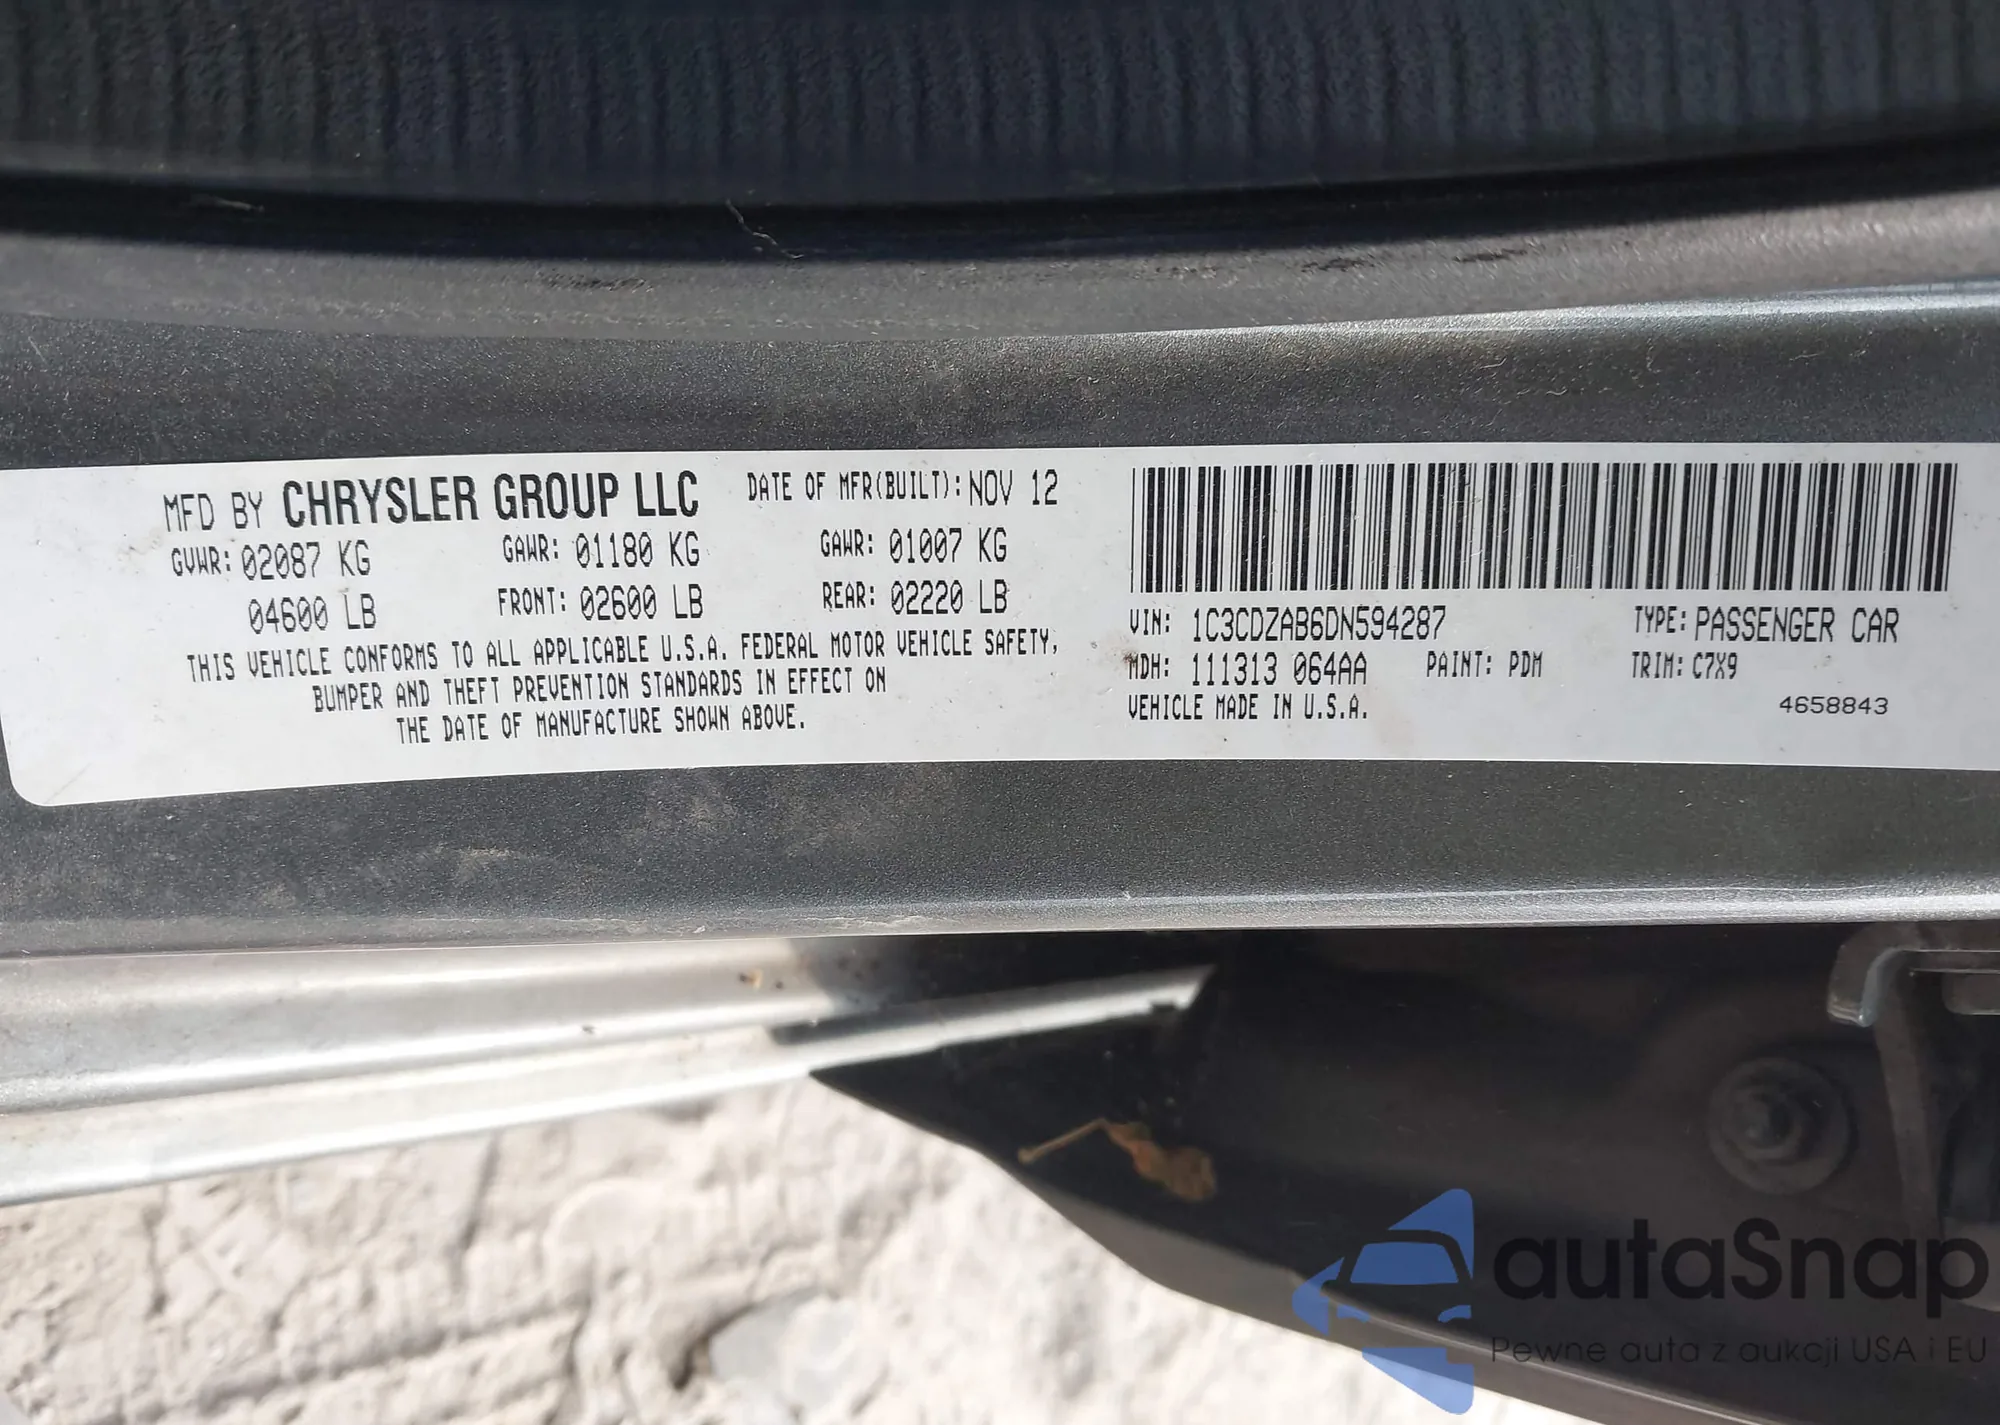 MFD BY CHRYSLER GROUP LLC DATE OF MFR(BUILT): NOV 12
GVWR: 02087 KG GAWR: 01180 KG GAWR: 01007 KG
04600 LB FRONT: 02600 LB REAR: 02220 LB
THIS VEHICLE CONFORMS TO ALL APPLICABLE U.S.A. FEDERAL MOTOR VEHICLE SAFETY,
BUMPER AND THEFT PREVENTION STANDARDS IN EFFECT ON
THE DATE OF MANUFACTURE SHOWN ABOVE.
VIN: 1C3CDZAB6DN594287 TYPE: PASSENGER CAR
MDH: 111313 064AA PAINT: PDM TRIM: C7X9
VEHICLE MADE IN U.S.A. 4658843
autaSnap
Pewne auta z aukcji USA i EU